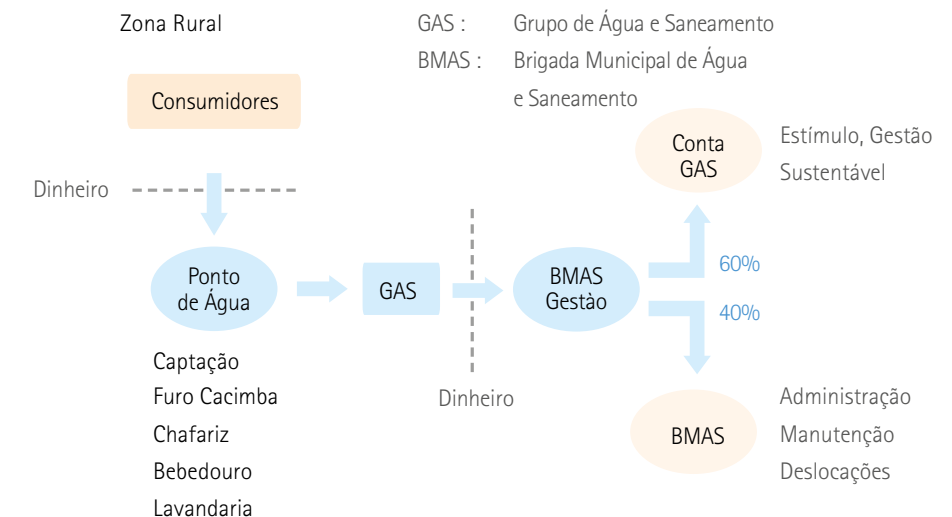 Zona Rural
GAS : Grupo de Água e Saneamento
BMAS : Brigada Municipal de Água
e Saneamento
Consumidores
Conta
GAS
Estímulo, Gestão
Sustentável
Dinheiro
60%
Ponto
de Água
GAS
BMAS
Gestào
40%
Captação
Furo Cacimba
Chafariz
Bebedouro
Lavandaria
Dinheiro
BMAS
Administração
Manutenção
Deslocações